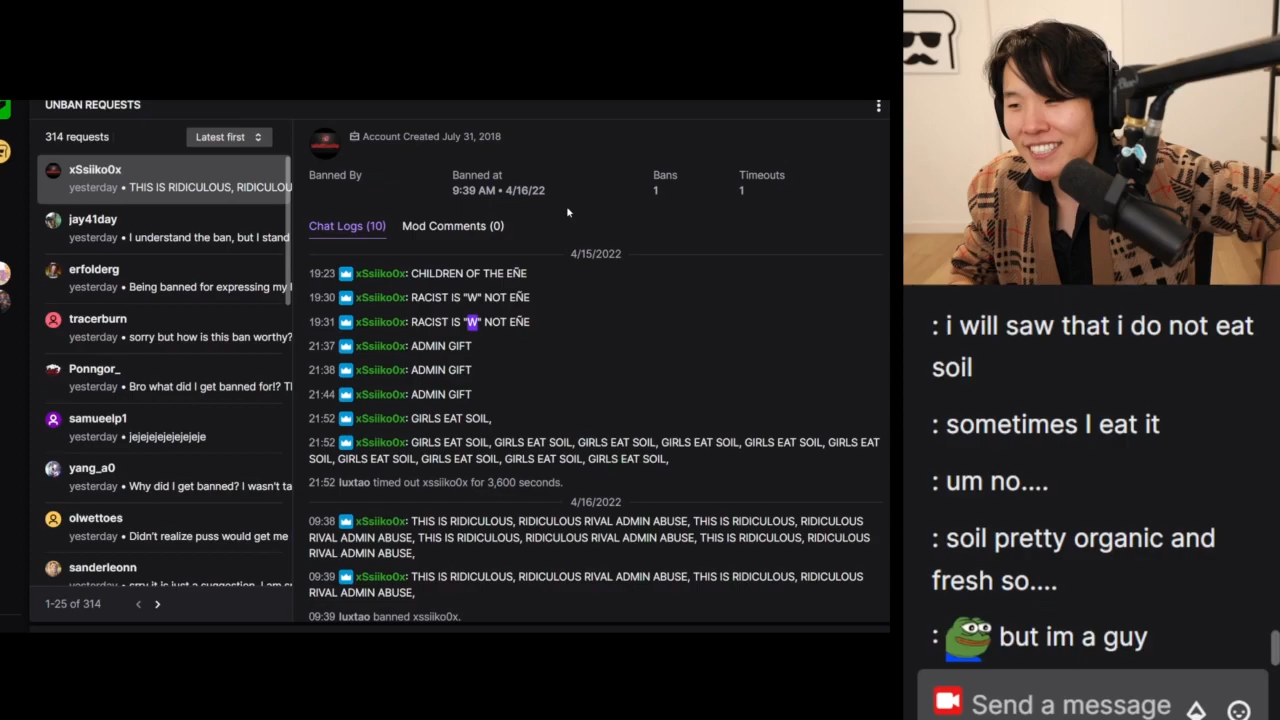 UNBAN REQUESTS
314 requests
Latest first
xSsiiko0x
yesterday • THIS IS RIDICULOUS, RIDICULOU
jay41day
yesterday • I understand the ban, but I stand
erfolderg
yesterday • Being banned for expressing my
tracerburn
yesterday • sorry but how is this ban worthy?
Ponngor_
yesterday • Bro what did I get banned for!? T
samueelp1
yesterday • jejejejejejejeje
yang_a0
yesterday • Why did I get banned? I wasn't ta
olwettoes
yesterday • Didn't realize puss would get me
sanderleonn
yesterday • srry it is just a suggestion, I am s
1-25 of 314
Account Created July 31, 2018
Banned By
Banned at
Bans
Timeouts
9:39 AM • 4/16/22
1
1
Chat Logs (10)
Mod Comments (0)
4/15/2022
19:23 xSsiiko0x: CHILDREN OF THE EÑE
19:30 xSsiiko0x: RACIST IS "W" NOT EÑE
19:31 xSsiiko0x: RACIST IS "W" NOT EÑE
21:37 xSsiiko0x: ADMIN GIFT
21:38 xSsiiko0x: ADMIN GIFT
21:44 xSsiiko0x: ADMIN GIFT
21:52 xSsiiko0x: GIRLS EAT SOIL,
21:52 xSsiiko0x: GIRLS EAT SOIL, GIRLS EAT SOIL, GIRLS EAT SOIL, GIRLS EAT SOIL, GIRLS EAT SOIL, GIRLS EAT
SOIL, GIRLS EAT SOIL, GIRLS EAT SOIL, GIRLS EAT SOIL, GIRLS EAT SOIL,
21:52 luxtao timed out xssiiko0x for 3,600 seconds.
4/16/2022
09:38 xSsiiko0x: THIS IS RIDICULOUS, RIDICULOUS RIVAL ADMIN ABUSE, THIS IS RIDICULOUS, RIDICULOUS
RIVAL ADMIN ABUSE, THIS IS RIDICULOUS, RIDICULOUS RIVAL ADMIN ABUSE, THIS IS RIDICULOUS, RIDICULOUS
RIVAL ADMIN ABUSE,
09:39 xSsiiko0x: THIS IS RIDICULOUS, RIDICULOUS RIVAL ADMIN ABUSE, THIS IS RIDICULOUS, RIDICULOUS
RIVAL ADMIN ABUSE,
09:39 luxtao banned xssiiko0x.
: i will saw that i do not eat
soil
: sometimes I eat it
: um no....
: soil pretty organic and
fresh so....
: but im a guy
Send a message